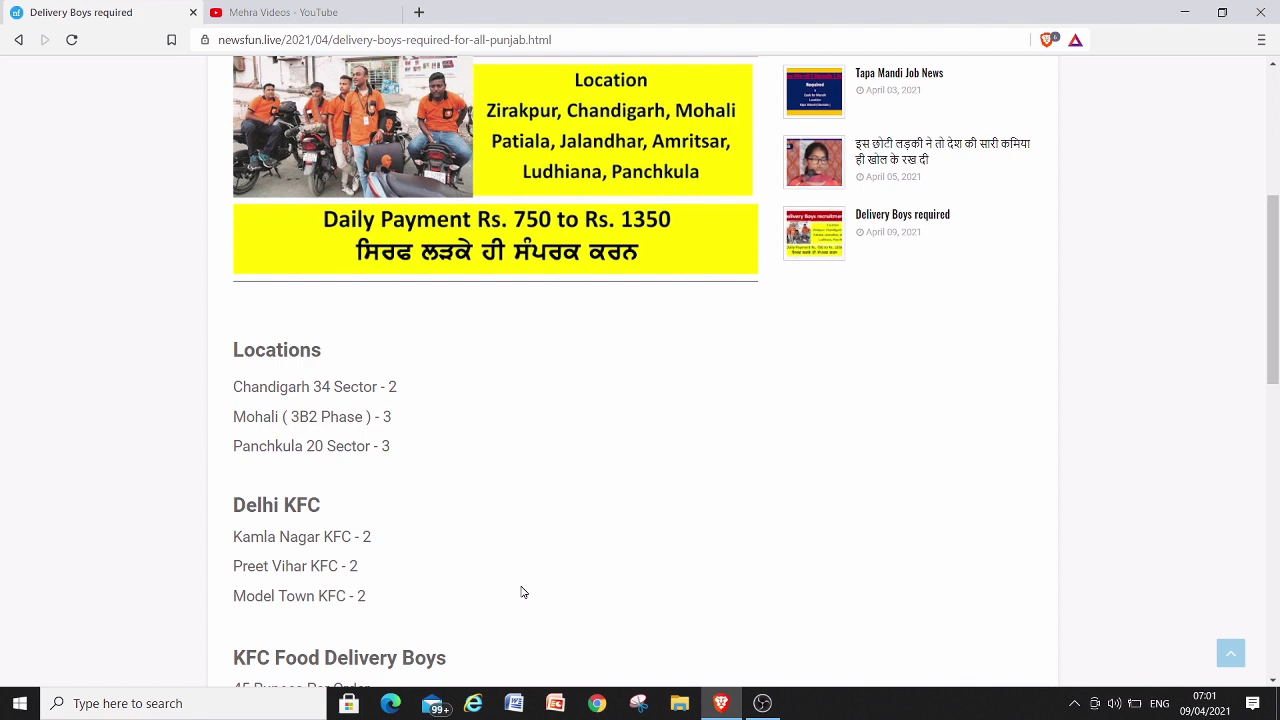 Delivery Boys required
Mehra Videos - YouTube
newsfun.live/2021/04/delivery-boys-required-for-all-punjab.html
6
Location
Zirakpur, Chandigarh, Mohali
Patiala, Jalandhar, Amritsar,
Ludhiana, Panchkula
Daily Payment Rs. 750 to Rs. 1350
ਸਿਰਫ ਲੜਕੇ ਹੀ ਸੰਪਰਕ ਕਰਨ
Tapa Mandi Job News
April 03, 2021
इस छोटी लड़की ने तो देश की सारी कमिया
ही खोल के रख दी
April 05, 2021
Delivery Boys required
April 09, 2021
Locations
Chandigarh 34 Sector - 2
Mohali ( 3B2 Phase ) - 3
Panchkula 20 Sector - 3
Delhi KFC
Kamla Nagar KFC - 2
Preet Vihar KFC - 2
Model Town KFC - 2
KFC Food Delivery Boys
45 Rupees Per Order
Type here to search
99+
ENG
07:01
09/04/2021